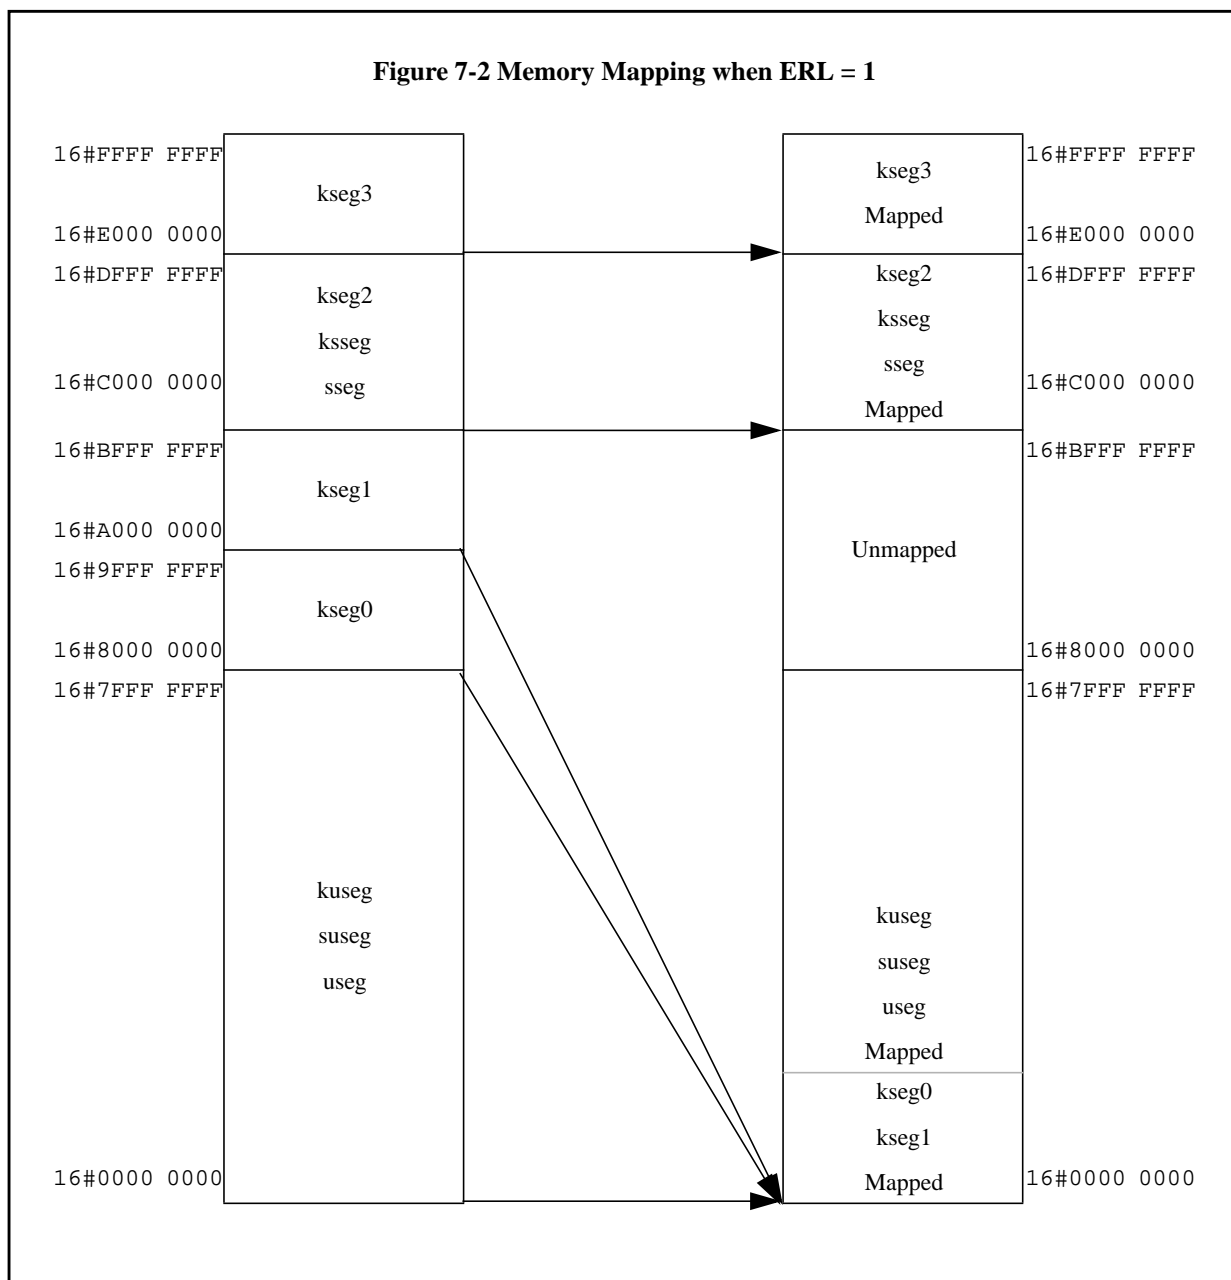 Figure 7-2 Memory Mapping when ERL = 1
16#FFFF FFFF
kseg3
16#E000 0000
16#DFFF FFFF
kseg2
ksseg
sseg
16#C000 0000
16#BFFF FFFF
kseg1
16#A000 0000
16#9FFF FFFF
kseg0
16#8000 0000
16#7FFF FFFF
kuseg
suseg
useg
16#0000 0000
kseg3
Mapped
16#FFFF FFFF
16#E000 0000
kseg2
ksseg
sseg
Mapped
16#DFFF FFFF
16#C000 0000
16#BFFF FFFF
Unmapped
16#8000 0000
16#7FFF FFFF
kuseg
suseg
useg
Mapped
kseg0
kseg1
Mapped
16#0000 0000